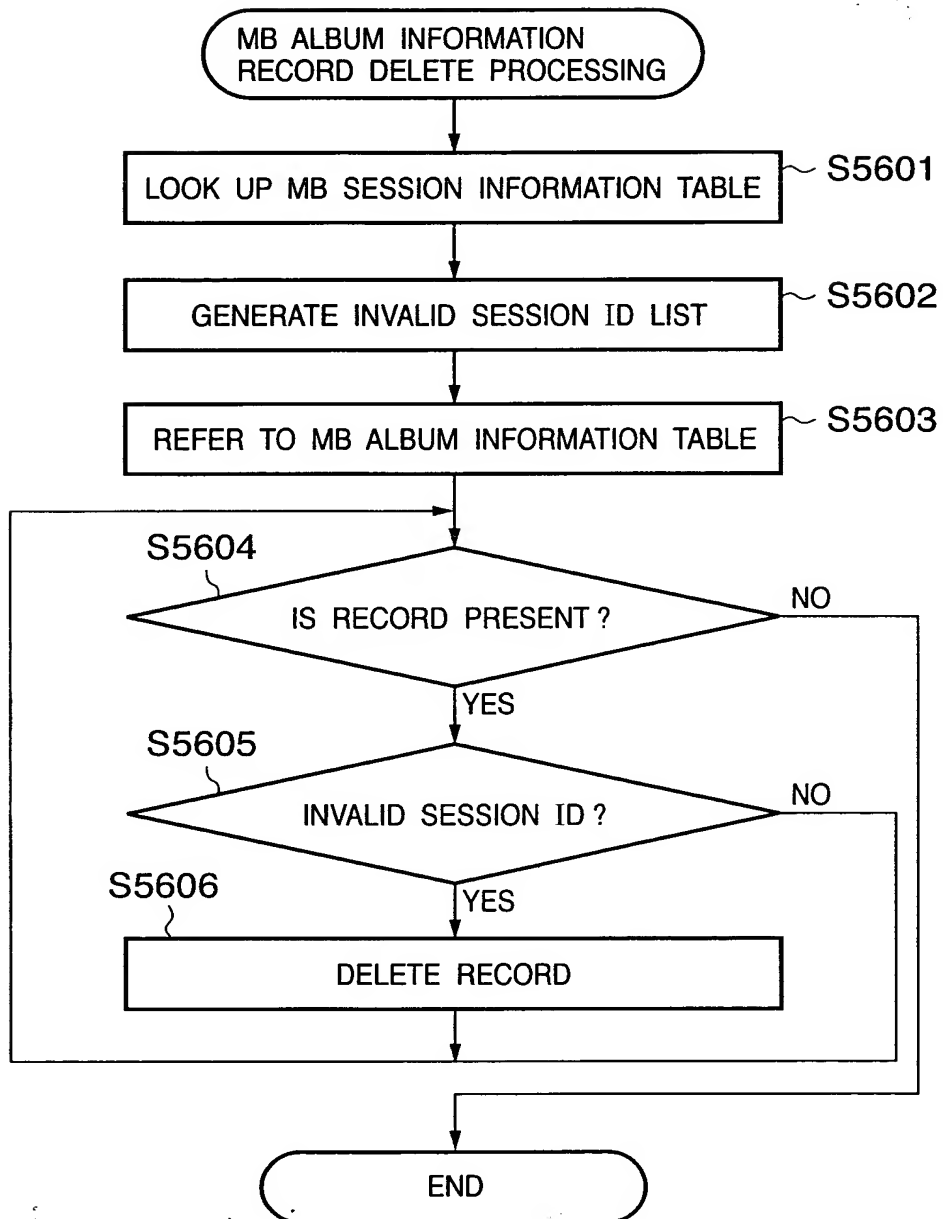 MB ALBUM INFORMATION
RECORD DELETE PROCESSING
LOOK UP MB SESSION INFORMATION TABLE
S5601
GENERATE INVALID SESSION ID LIST
S5602
REFER TO MB ALBUM INFORMATION TABLE
S5603
S5604
IS RECORD PRESENT?
NO
YES
S5605
INVALID SESSION ID?
NO
YES
S5606
DELETE RECORD
END